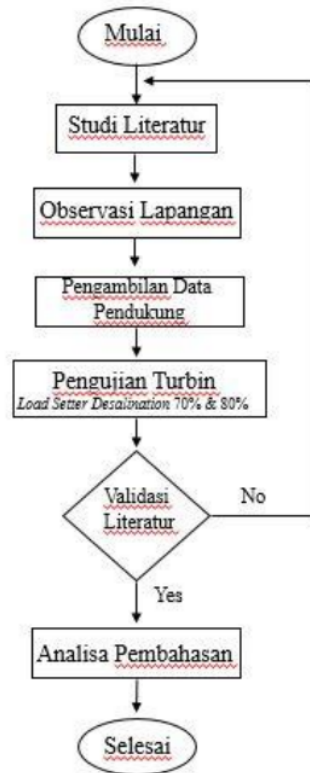 Mulai
Studi Literatur
Observasi Lapangan
Pengambilan Data
Pendukung
Pengujian Turbin
Load Setter Desalination 70% & 80%
Validasi
Literatur
No
Yes
Analisa Pembahasan
Selesai